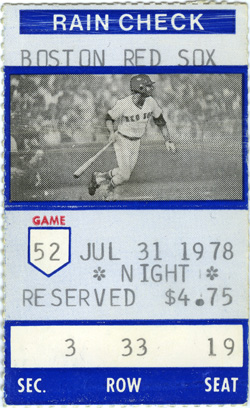 RAIN CHECK
BOSTON RED SOX
RED SOX
GAME
52 JUL 31 1978
* NIGHT *
RESERVED $4.75
3 33 19
SEC. ROW SEAT